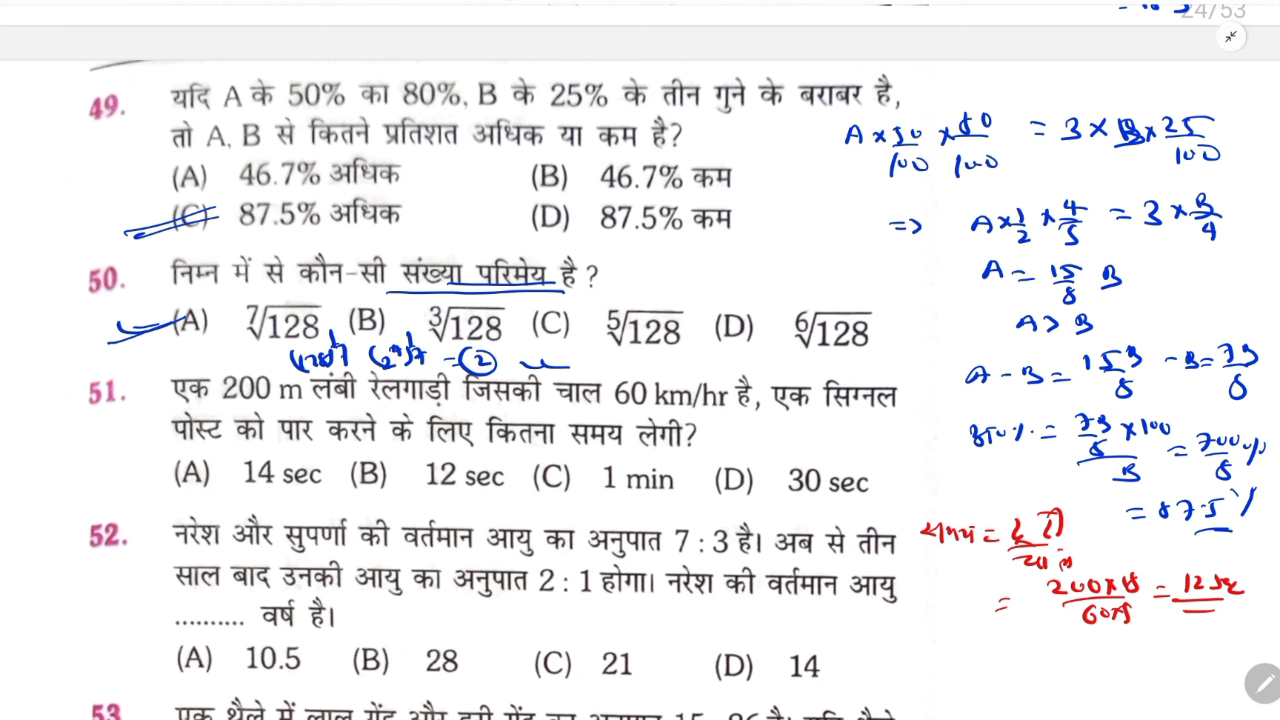 24/53
49. यदि A के 50% का 80%, B के 25% के तीन गुने के बराबर है,
तो A, B से कितने प्रतिशत अधिक या कम है?
(A) 46.7% अधिक (B) 46.7% कम
(C) 87.5% अधिक (D) 87.5% कम
50. निम्न में से कौन-सी संख्या परिमेय है ?
(A) ⁷√128 (B) ³√128 (C) ⁵√128 (D) ⁶√128
51. एक 200 m लंबी रेलगाड़ी जिसकी चाल 60 km/hr है, एक सिग्नल
पोस्ट को पार करने के लिए कितना समय लेगी?
(A) 14 sec (B) 12 sec (C) 1 min (D) 30 sec
52. नरेश और सुपर्णा की वर्तमान आयु का अनुपात 7 : 3 है। अब से तीन
साल बाद उनकी आयु का अनुपात 2 : 1 होगा। नरेश की वर्तमान आयु
.......... वर्ष है।
(A) 10.5 (B) 28 (C) 21 (D) 14
A × 50/100 × 80/100 = 3 × B × 25/100
=> A × 1/2 × 4/5 = 3 × B/4
A = 15/8 B
A > B
A - B = 15B/8 - B = 7B/8
= 700/8 %
= 87.5 %
= 12 sec